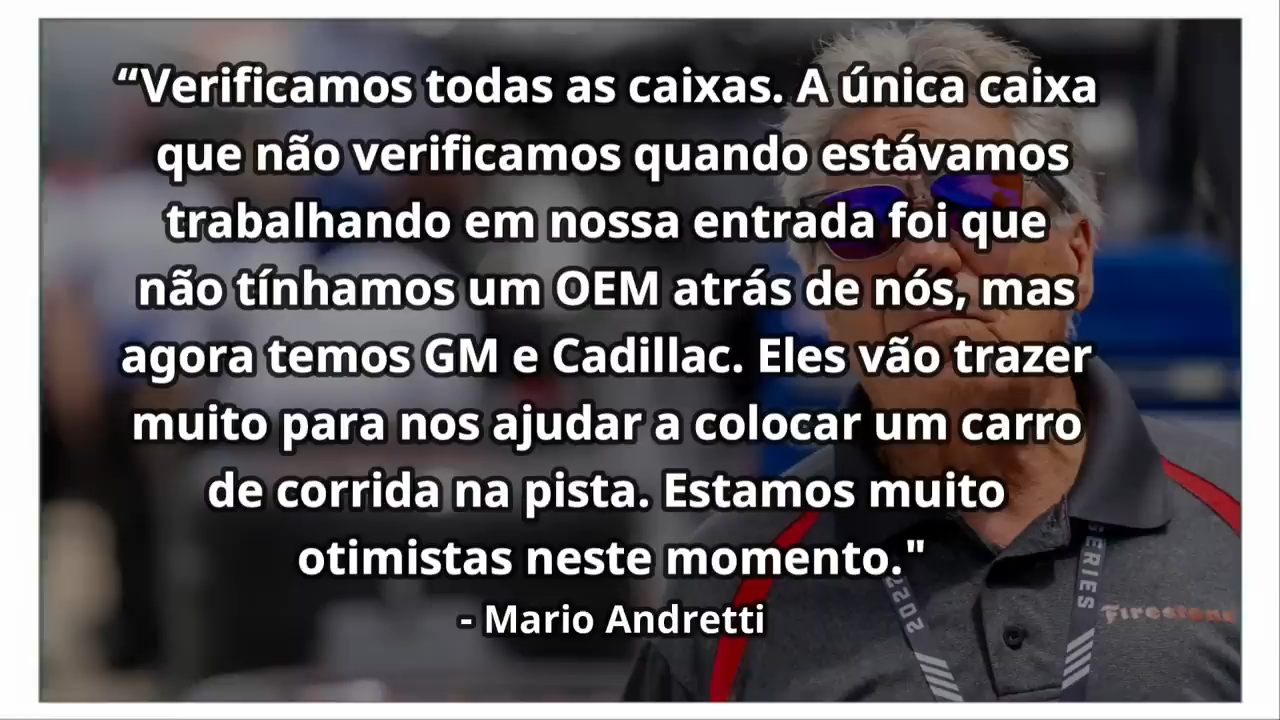 “Verificamos todas as caixas. A única caixa
que não verificamos quando estávamos
trabalhando em nossa entrada foi que
não tínhamos um OEM atrás de nós, mas
agora temos GM e Cadillac. Eles vão trazer
muito para nos ajudar a colocar um carro
de corrida na pista. Estamos muito
otimistas neste momento."
- Mario Andretti
SERIES
Firestone